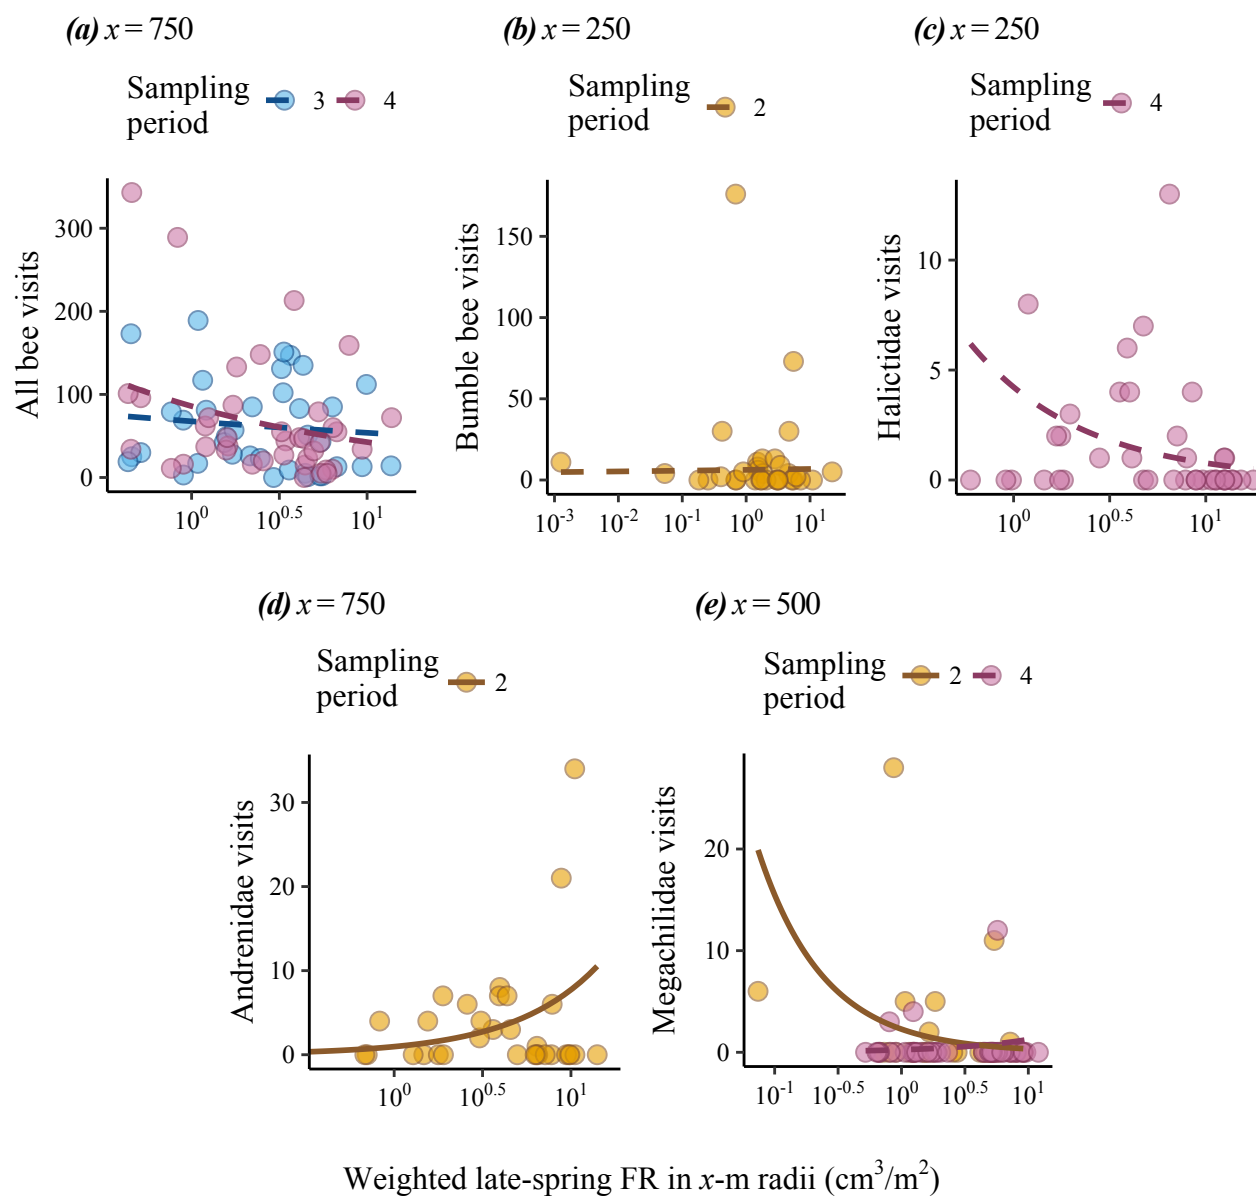 (a) x = 750
(b) x = 250
(c) x = 250
Sampling
period
3
4
Sampling
period
2
Sampling
period
4
All bee visits
300
200
100
0
10^0
10^0.5
10^1
Bumble bee visits
150
100
50
0
10^-3
10^-2
10^-1
10^0
10^1
Halictidae visits
10
5
0
10^0
10^0.5
10^1
(d) x = 750
(e) x = 500
Sampling
period
2
Sampling
period
2
4
Andrenidae visits
30
20
10
0
10^0
10^0.5
10^1
Megachilidae visits
20
10
0
10^-1
10^-0.5
10^0
10^0.5
10^1
Weighted late-spring FR in x-m radii (cm³/m²)